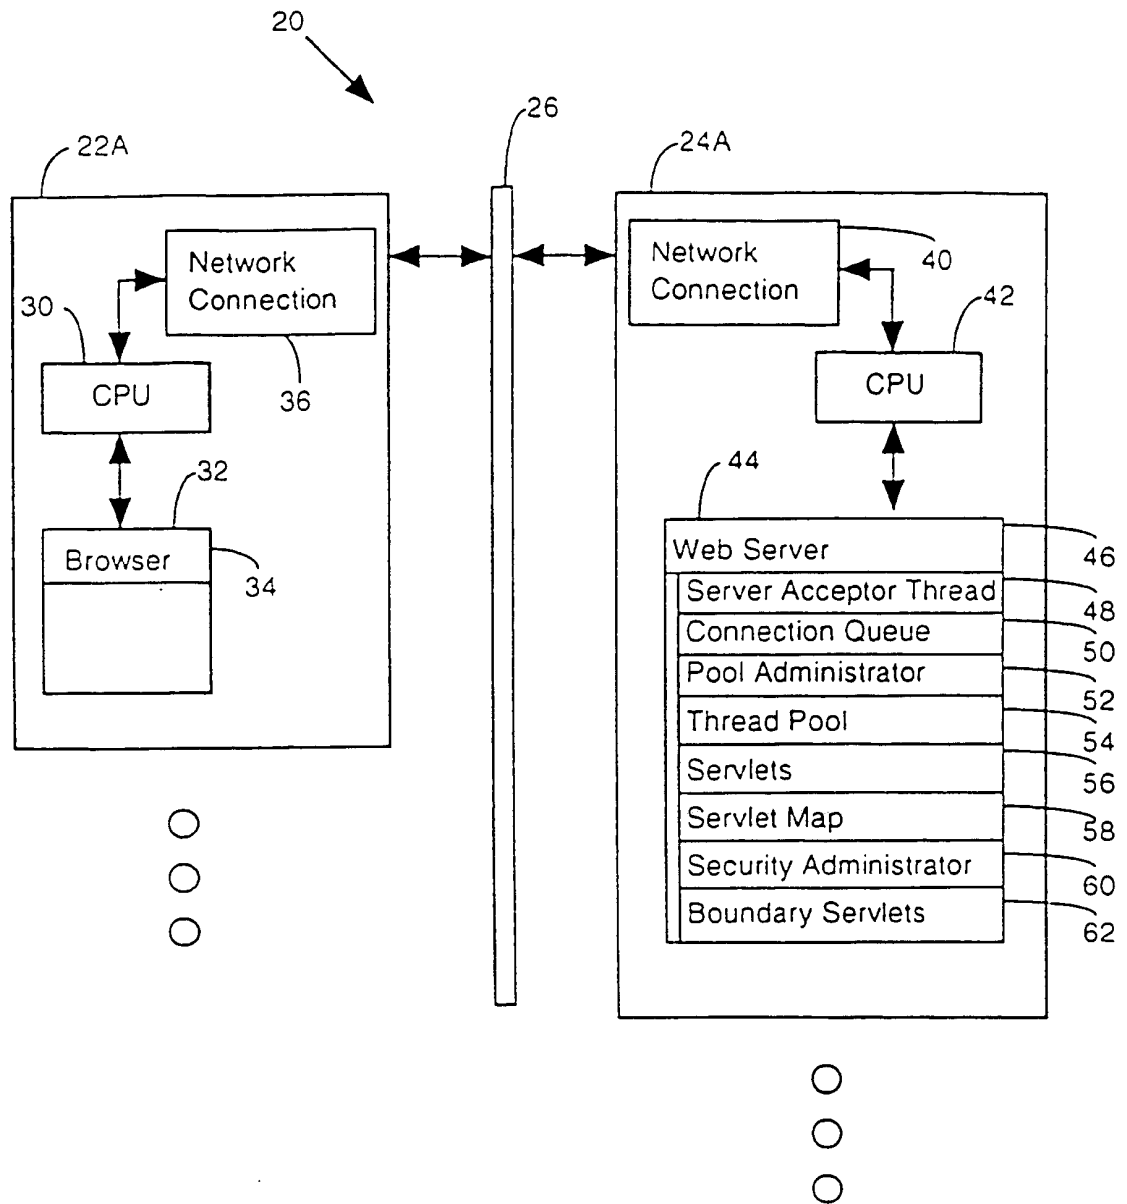 20
26
22A
24A
Network
Connection
Network
Connection
40
30
42
36
CPU
CPU
32
44
Browser
34
Web Server
46
Server Acceptor Thread
48
Connection Queue
50
Pool Administrator
52
Thread Pool
54
Servlets
56
Servlet Map
58
Security Administrator
60
Boundary Servlets
62